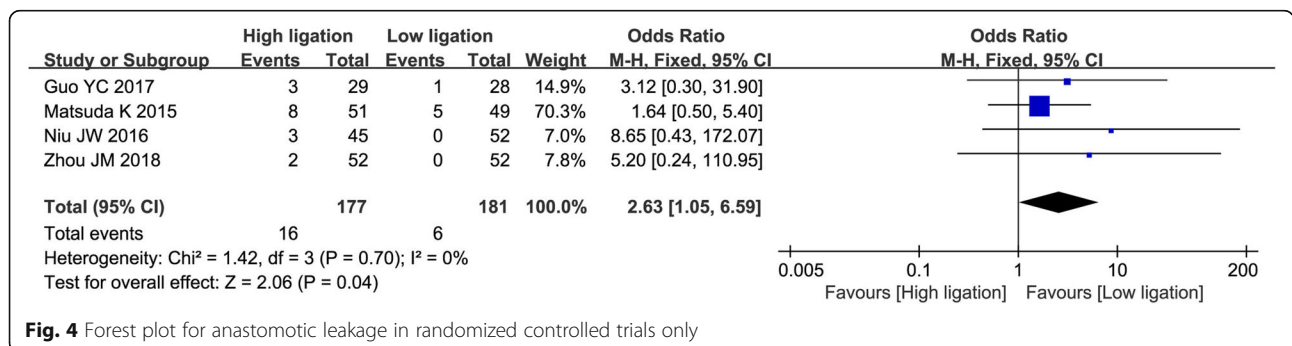 High ligation Low ligation Odds Ratio Odds Ratio
Study or Subgroup Events Total Events Total Weight M-H, Fixed, 95% CI M-H, Fixed, 95% CI
Guo YC 2017 3 29 1 28 14.9% 3.12 [0.30, 31.90]
Matsuda K 2015 8 51 5 49 70.3% 1.64 [0.50, 5.40]
Niu JW 2016 3 45 0 52 7.0% 8.65 [0.43, 172.07]
Zhou JM 2018 2 52 0 52 7.8% 5.20 [0.24, 110.95]
Total (95% CI) 177 181 100.0% 2.63 [1.05, 6.59]
Total events 16 6
Heterogeneity: Chi² = 1.42, df = 3 (P = 0.70); I² = 0%
Test for overall effect: Z = 2.06 (P = 0.04)
0.005 0.1 1 10 200
Favours [High ligation] Favours [Low ligation]
Fig. 4 Forest plot for anastomotic leakage in randomized controlled trials only